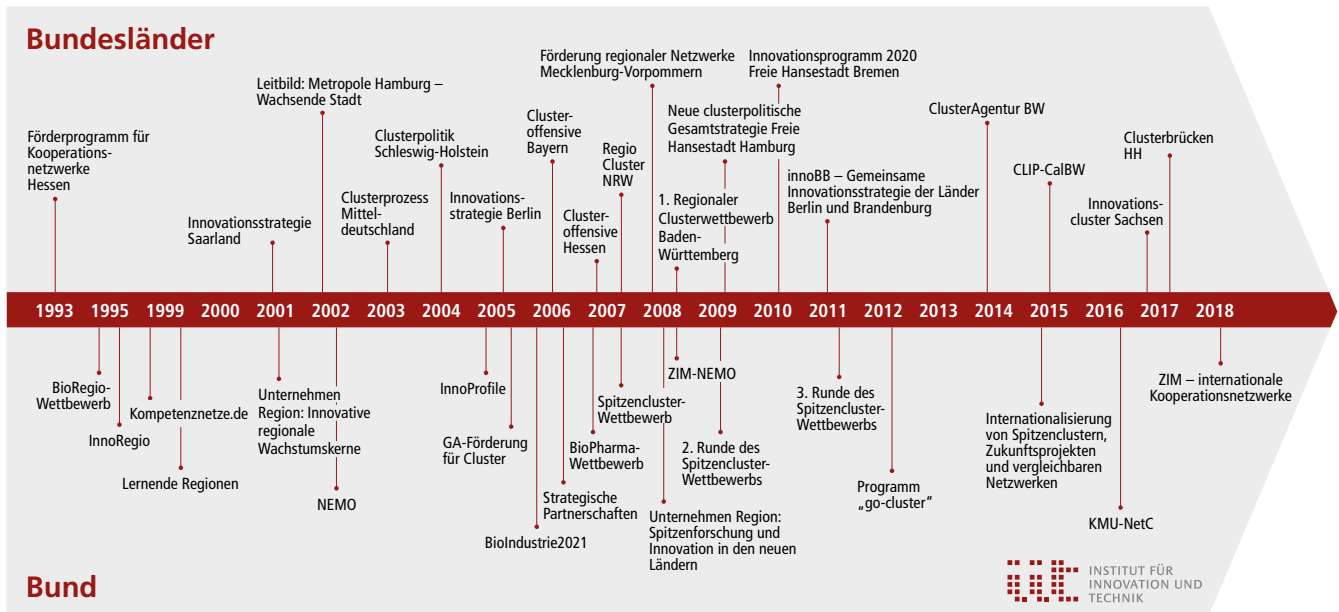 Bundesländer
Förderprogramm für
Kooperations-
netzwerke
Hessen
Innovationsstrategie
Saarland
Leitbild: Metropole Hamburg –
Wachsende Stadt
Clusterprozess
Mittel-
deutschland
Clusterpolitik
Schleswig-Holstein
Innovations-
strategie Berlin
Cluster-
offensive
Bayern
Cluster-
offensive
Hessen
Regio
Cluster
NRW
Förderung regionaler Netzwerke
Mecklenburg-Vorpommern
1. Regionaler
Clusterwettbewerb
Baden-
Württemberg
Neue clusterpolitische
Gesamtstrategie Freie
Hansestadt Hamburg
Innovationsprogramm 2020
Freie Hansestadt Bremen
innoBB – Gemeinsame
Innovationsstrategie der Länder
Berlin und Brandenburg
ClusterAgentur BW
CLIP-CalBW
Innovations-
cluster Sachsen
Clusterbrücken
HH
1993 1995 1999 2000 2001 2002 2003 2004 2005 2006 2007 2008 2009 2010 2011 2012 2013 2014 2015 2016 2017 2018
BioRegio-
Wettbewerb
InnoRegio
Kompetenznetze.de
Lernende Regionen
Unternehmen
Region: Innovative
regionale
Wachstumskerne
NEMO
InnoProfile
GA-Förderung
für Cluster
BioIndustrie2021
Strategische
Partnerschaften
BioPharma-
Wettbewerb
Spitzencluster-
Wettbewerb
Unternehmen Region:
Spitzenforschung und
Innovation in den neuen
Ländern
ZIM-NEMO
2. Runde des
Spitzencluster-
Wettbewerbs
3. Runde des
Spitzencluster-
Wettbewerbs
Programm
„go-cluster“
Internationalisierung
von Spitzenclustern,
Zukunftsprojekten
und vergleichbaren
Netzwerken
KMU-NetC
ZIM – internationale
Kooperationsnetzwerke
Bund
iit
INSTITUT FÜR
INNOVATION UND
TECHNIK